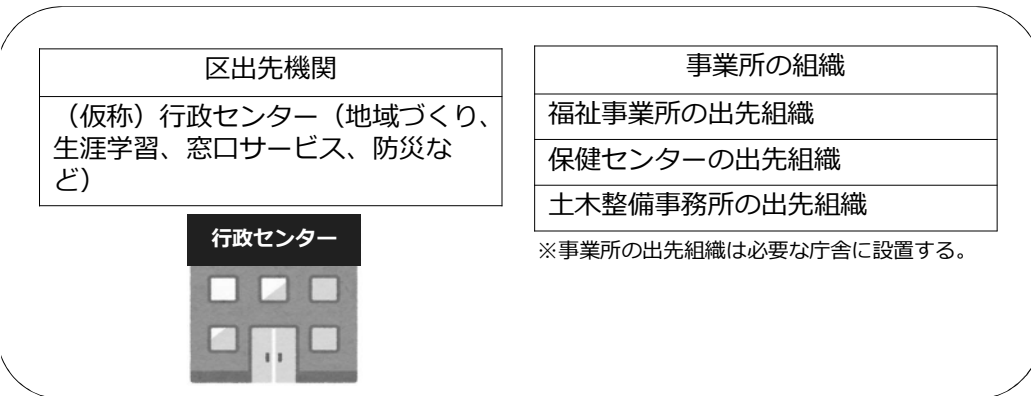 区出先機関
（仮称）行政センター（地域づくり、
生涯学習、窓口サービス、防災な
ど）
行政センター
事業所の組織
福祉事業所の出先組織
保健センターの出先組織
土木整備事務所の出先組織
※事業所の出先組織は必要な庁舎に設置する。